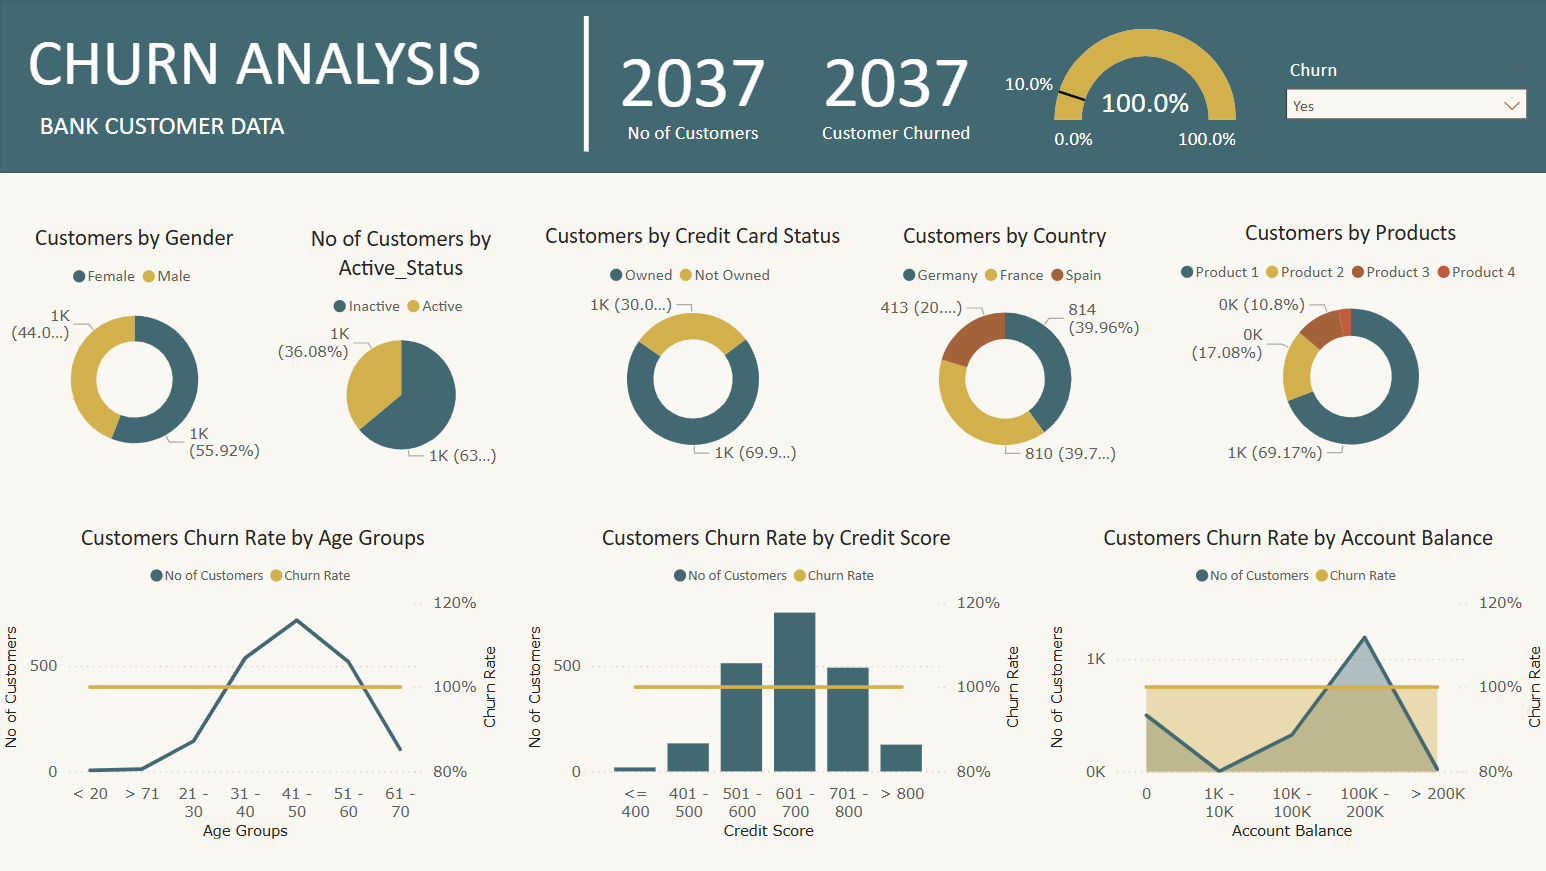 CHURN ANALYSIS
BANK CUSTOMER DATA
2037
No of Customers
2037
Customer Churned
10.0%
100.0%
0.0%
100.0%
Churn
Yes
Customers by Gender
Female Male
1K
(44.0...)
1K
(55.92%)
No of Customers by
Active_Status
Inactive Active
1K
(36.08%)
1K (63...)
Customers by Credit Card Status
Owned Not Owned
1K (30.0...)
1K (69.9...)
Customers by Country
Germany France Spain
413 (20....)
814
(39.96%)
810 (39.7...)
Customers by Products
Product 1 Product 2 Product 3 Product 4
0K (10.8%)
0K
(17.08%)
1K (69.17%)
Customers Churn Rate by Age Groups
No of Customers Churn Rate
No of Customers
500
0
120%
100%
80%
Churn Rate
< 20 > 71 21 - 31 - 41 - 51 - 61 -
30 40 50 60 70
Age Groups
Customers Churn Rate by Credit Score
No of Customers Churn Rate
No of Customers
500
0
120%
100%
80%
Churn Rate
<= 401 - 501 - 601 - 701 - > 800
400 500 600 700 800
Credit Score
Customers Churn Rate by Account Balance
No of Customers Churn Rate
No of Customers
1K
0K
120%
100%
80%
Churn Rate
0 1K - 10K - 100K - > 200K
10K 100K 200K
Account Balance